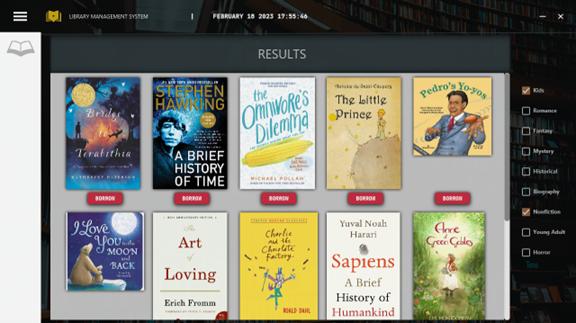 LIBRARY MANAGEMENT SYSTEM | FEBRUARY 18 2023 17:55:46
RESULTS
Bridge
to
Terabithia
KATHERINE PATERSON
STEPHEN
HAWKING
A BRIEF
HISTORY
OF TIME
the
Omnivore's
Dilemma
MICHAEL POLLAN
Antoine de Saint-Exupéry
The Little
Prince
Pedro's Yo-yos
BORROW
BORROW
BORROW
BORROW
BORROW
I Love
You to the
MOON
AND
BACK
The
Art of
Loving
Erich Fromm
Charlie
and the
Chocolate
Factory
ROALD DAHL
Yuval Noah
Harari
Sapiens
A Brief
History of
Humankind
Anne
of
Green Gables
Kids
Romance
Fantasy
Mystery
Historical
Biography
Nonfiction
Young Adult
Horror